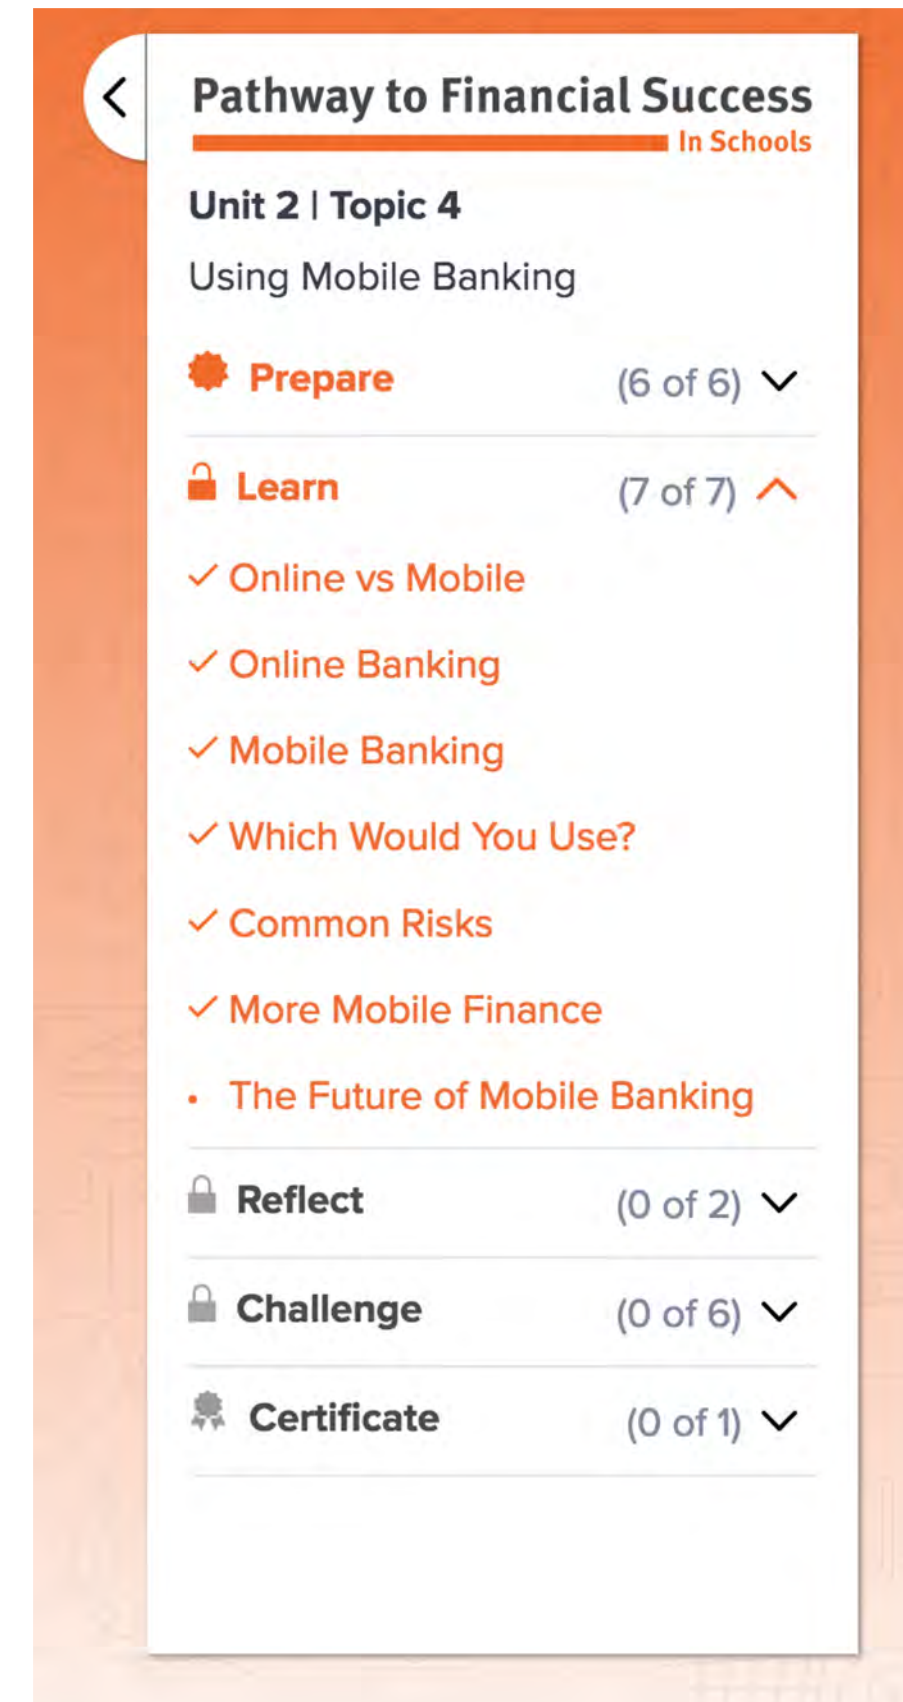 Pathway to Financial Success
In Schools
Unit 2 | Topic 4
Using Mobile Banking
Prepare (6 of 6)
Learn (7 of 7)
✓ Online vs Mobile
✓ Online Banking
✓ Mobile Banking
✓ Which Would You Use?
✓ Common Risks
✓ More Mobile Finance
• The Future of Mobile Banking
Reflect (0 of 2)
Challenge (0 of 6)
Certificate (0 of 1)